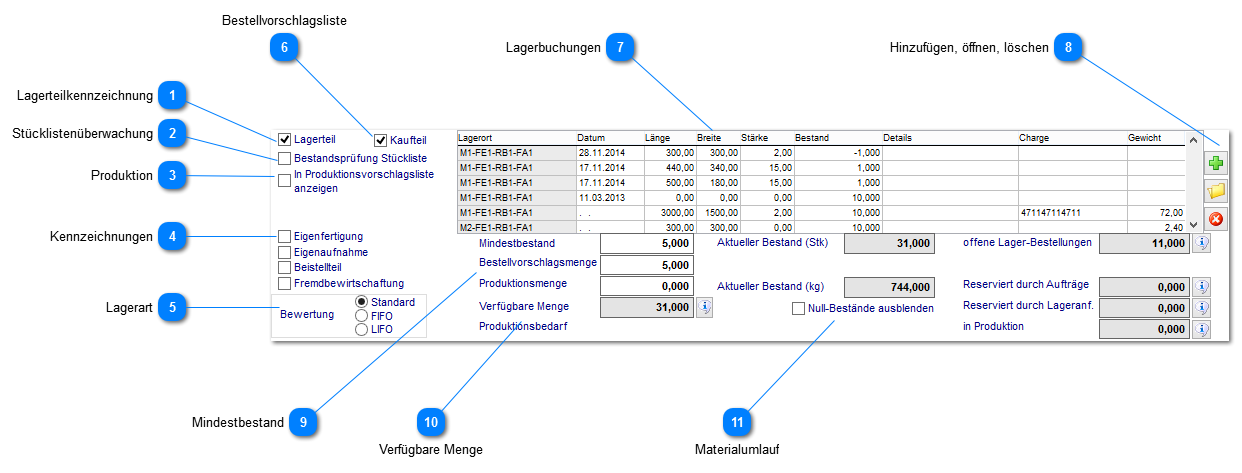 Bestellvorschlagsliste
6
Lagerbuchungen 7
Hinzufügen, öffnen, löschen 8
Lagerteilkennzeichnung 1
Stücklistenüberwachung 2
Produktion 3
Kennzeichnungen 4
Lagerart 5
Lagerteil
Kaufteil
Bestandsprüfung Stückliste
In Produktionsvorschlagsliste
anzeigen
Eigenfertigung
Eigenaufnahme
Beistellteil
Fremdbewirtschaftung
Bewertung
Standard
FIFO
LIFO
Lagerort Datum Länge Breite Stärke Bestand Details Charge Gewicht
M1-FE1-RB1-FA1 28.11.2014 300,00 300,00 2,00 -1,000
M1-FE1-RB1-FA1 17.11.2014 440,00 340,00 15,00 1,000
M1-FE1-RB1-FA1 17.11.2014 500,00 180,00 15,00 1,000
M1-FE1-RB1-FA1 11.03.2013 0,00 0,00 0,00 10,000
M1-FE1-RB1-FA1 . . 3000,00 1500,00 2,00 10,000 471147114711 72,00
M2-FE1-RB1-FA1 . . 300,00 300,00 0,00 10,000 2,40
Mindestbestand 5,000 Aktueller Bestand (Stk) 31,000 offene Lager-Bestellungen 11,000
Bestellvorschlagsmenge 5,000
Produktionsmenge 0,000 Aktueller Bestand (kg) 744,000 Reserviert durch Aufträge 0,000
Verfügbare Menge 31,000 Null-Bestände ausblenden Reserviert durch Lageranf. 0,000
Produktionsbedarf in Produktion 0,000
Mindestbestand 9
10
Verfügbare Menge
11
Materialumlauf